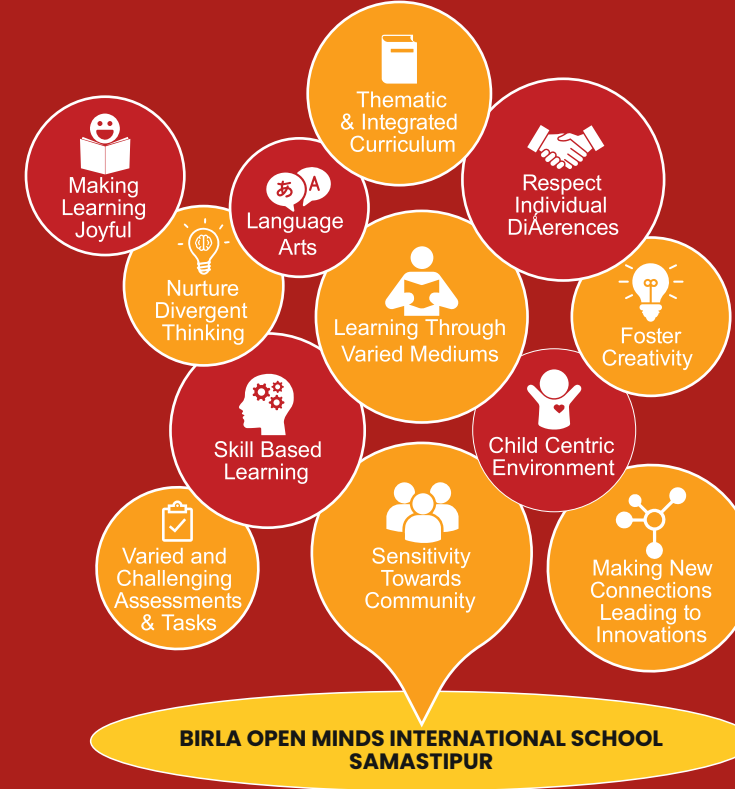 Thematic
& Integrated
Curriculum
Making
Learning
Joyful
あ A
Language
Arts
Respect
Individual
DiÁerences
Nurture
Divergent
Thinking
Learning Through
Varied Mediums
Foster
Creativity
Skill Based
Learning
Child Centric
Environment
Varied and
Challenging
Assessments
& Tasks
Sensitivity
Towards
Community
Making New
Connections
Leading to
Innovations
BIRLA OPEN MINDS INTERNATIONAL SCHOOL
SAMASTIPUR